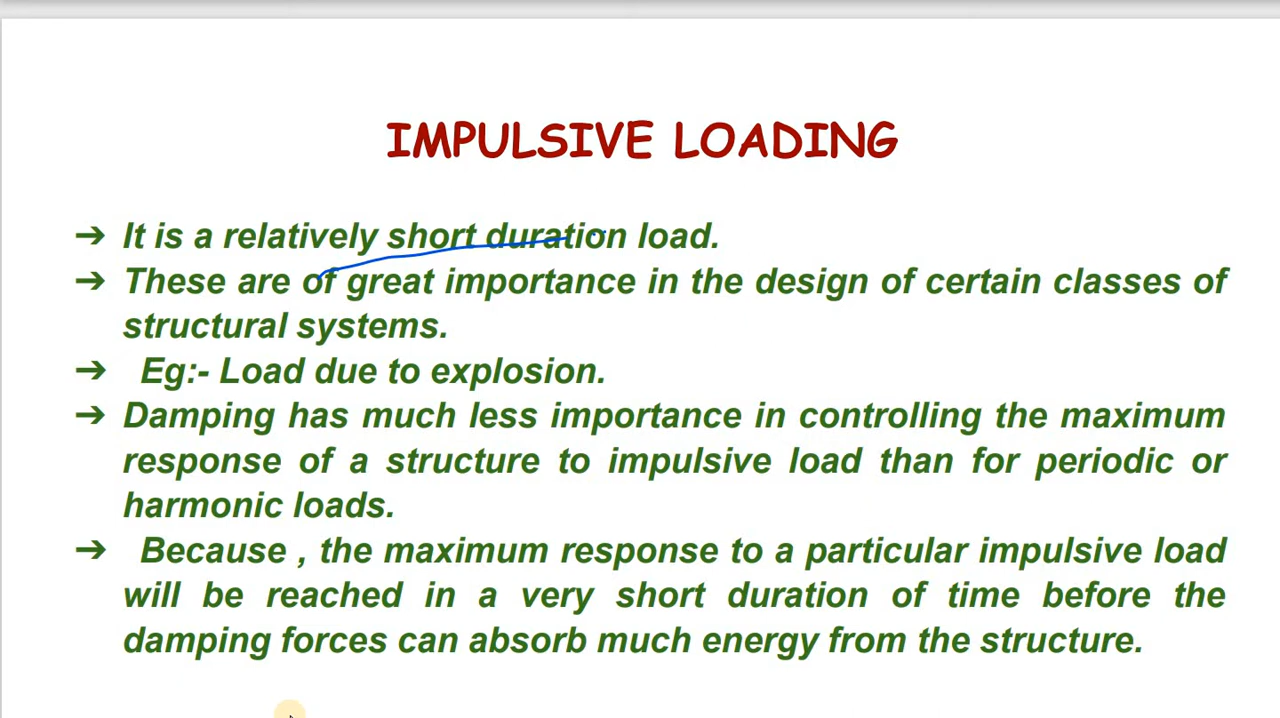 IMPULSIVE LOADING
➔ It is a relatively short duration load.
➔ These are of great importance in the design of certain classes of
structural systems.
➔ Eg:- Load due to explosion.
➔ Damping has much less importance in controlling the maximum
response of a structure to impulsive load than for periodic or
harmonic loads.
➔ Because , the maximum response to a particular impulsive load
will be reached in a very short duration of time before the
damping forces can absorb much energy from the structure.